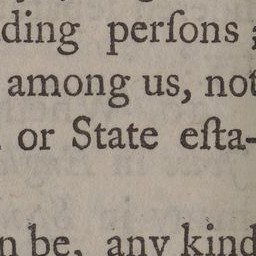 ding perſons;
among us, not
or State eſta-
n be, any kind